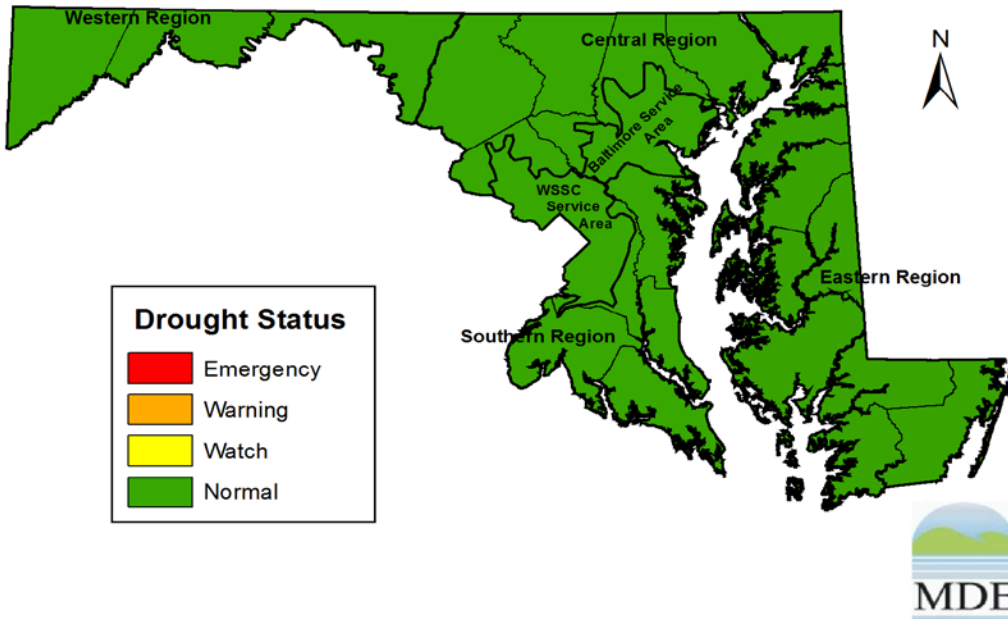 Western Region
Central Region
N
Baltimore Service
Area
WSSC
Service
Area
Eastern Region
Southern Region
Drought Status
Emergency
Warning
Watch
Normal
MDE